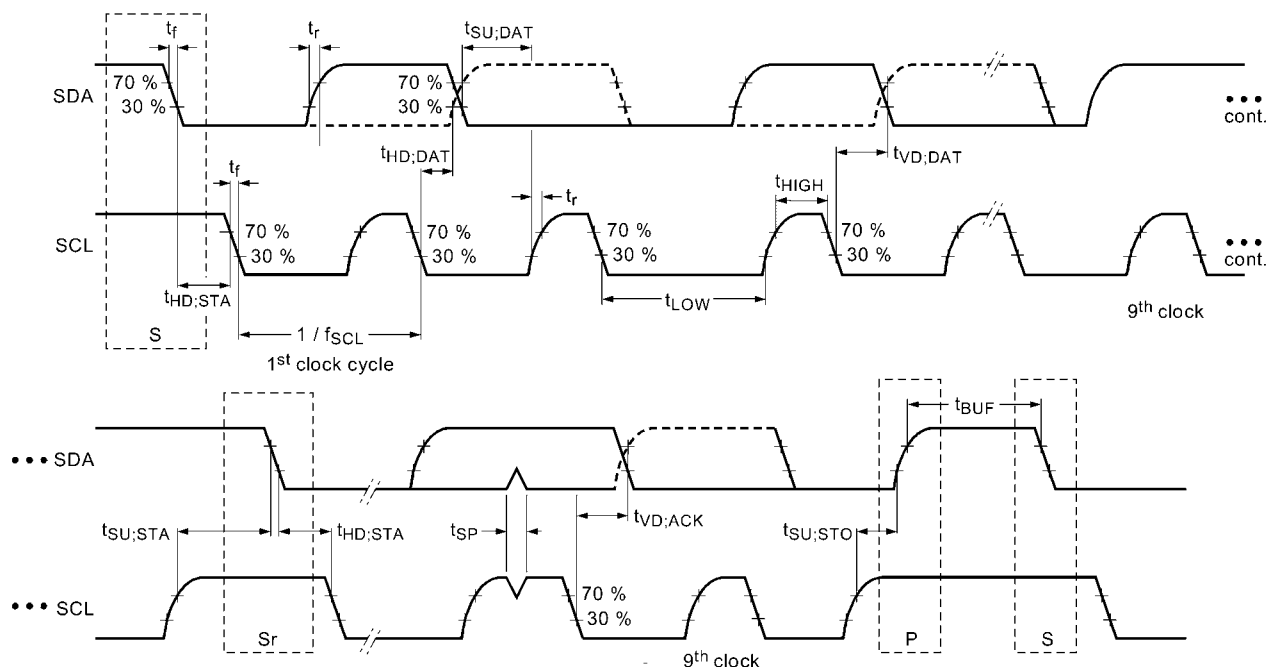 tf
tr
tSU;DAT
70 %
30 %
70 %
30 %
SDA
cont.
tHD;DAT
tVD;DAT
tf
tr
tHIGH
70 %
30 %
70 %
30 %
70 %
30 %
SCL
cont.
tHD;STA
tLOW
9th clock
S
1 / fSCL
1st clock cycle
tBUF
SDA
tSU;STA
tHD;STA
tSP
tVD;ACK
tSU;STO
70 %
30 %
SCL
Sr
P
S
9th clock